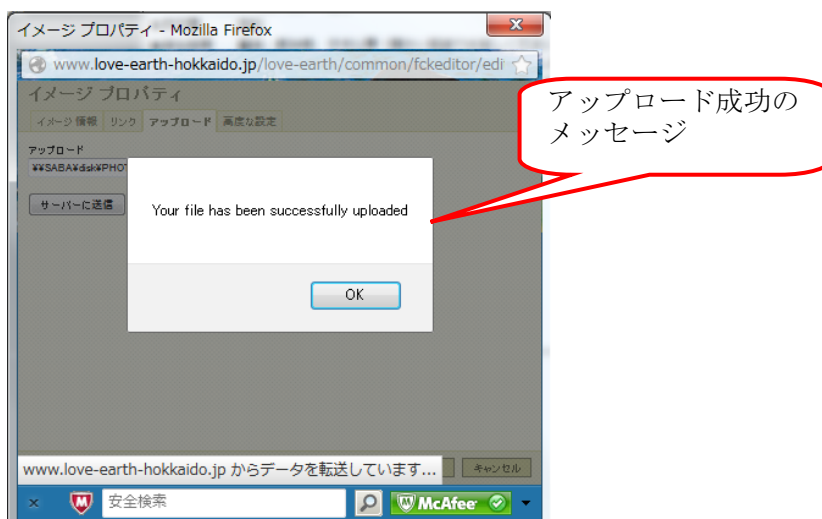 イメージ プロパティ - Mozilla Firefox
www.love-earth-hokkaido.jp/love-earth/common/fckeditor/edi
イメージ プロパティ
イメージ情報 リンク アップロード 高度な設定
アップロード
¥¥SABA¥disk¥PHOT
サーバーに送信
Your file has been successfully uploaded
OK
アップロード成功の
メッセージ
www.love-earth-hokkaido.jp からデータを転送しています...
キャンセル
安全検索
McAfee